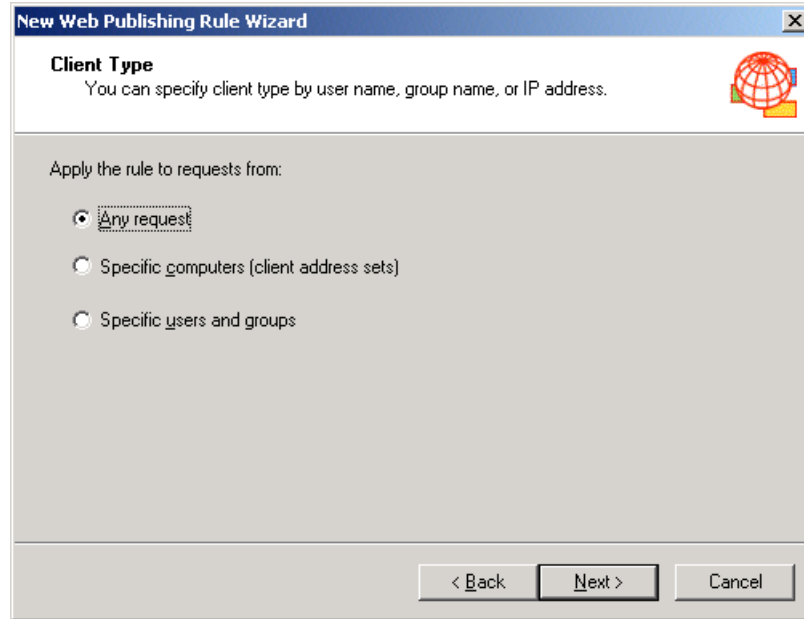 New Web Publishing Rule Wizard
Client Type
You can specify client type by user name, group name, or IP address.
Apply the rule to requests from:
Any request
Specific computers (client address sets)
Specific users and groups
< Back Next > Cancel